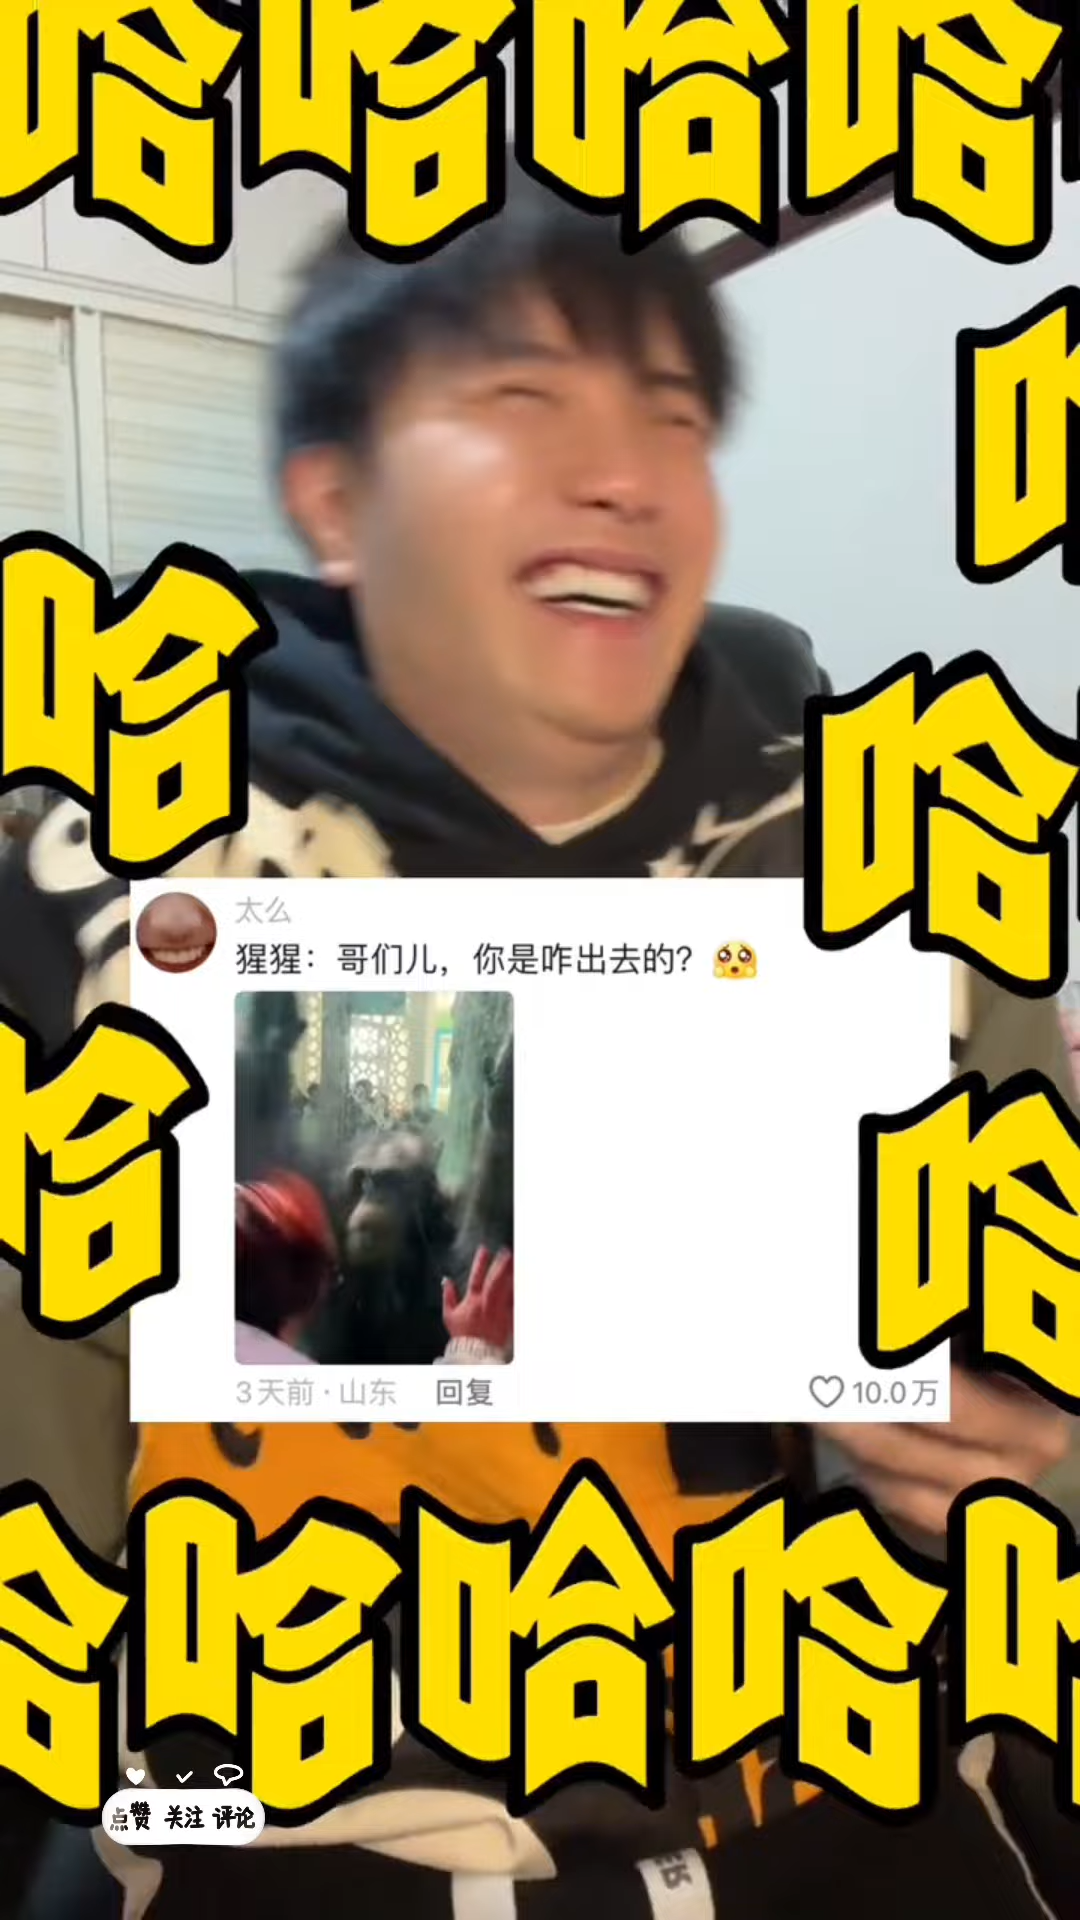 哈哈哈哈
哈
哈
哈
太么
猩猩：哥们儿，你是咋出去的？🥺
哈
哈
3天前·山东 回复 10.0万
哈哈哈哈哈
点赞 关注 评论